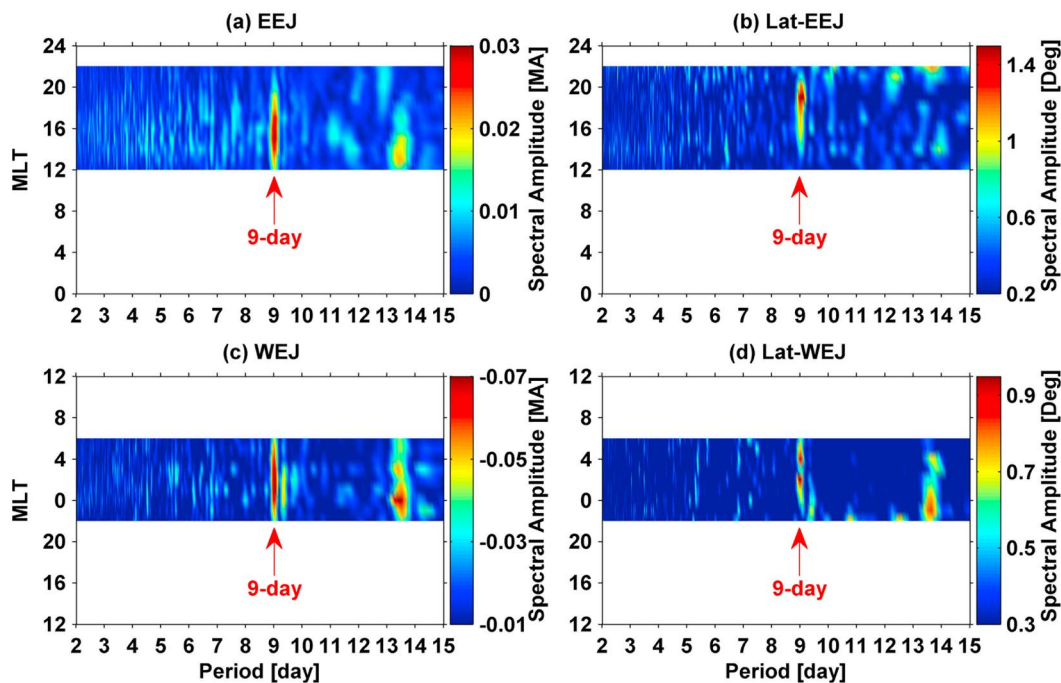 (a) EEJ
(b) Lat-EEJ
24
20
16
12
8
4
0
MLT
2 3 4 5 6 7 8 9 10 11 12 13 14 15
9-day
0.03
0.02
0.01
0
Spectral Amplitude [MA]
24
20
16
12
8
4
0
2 3 4 5 6 7 8 9 10 11 12 13 14 15
9-day
1.4
1
0.6
0.2
Spectral Amplitude [Deg]
(c) WEJ
(d) Lat-WEJ
12
8
4
0
20
16
12
MLT
2 3 4 5 6 7 8 9 10 11 12 13 14 15
Period [day]
9-day
-0.07
-0.05
-0.03
-0.01
Spectral Amplitude [MA]
12
8
4
0
20
16
12
2 3 4 5 6 7 8 9 10 11 12 13 14 15
Period [day]
9-day
0.9
0.7
0.5
0.3
Spectral Amplitude [Deg]